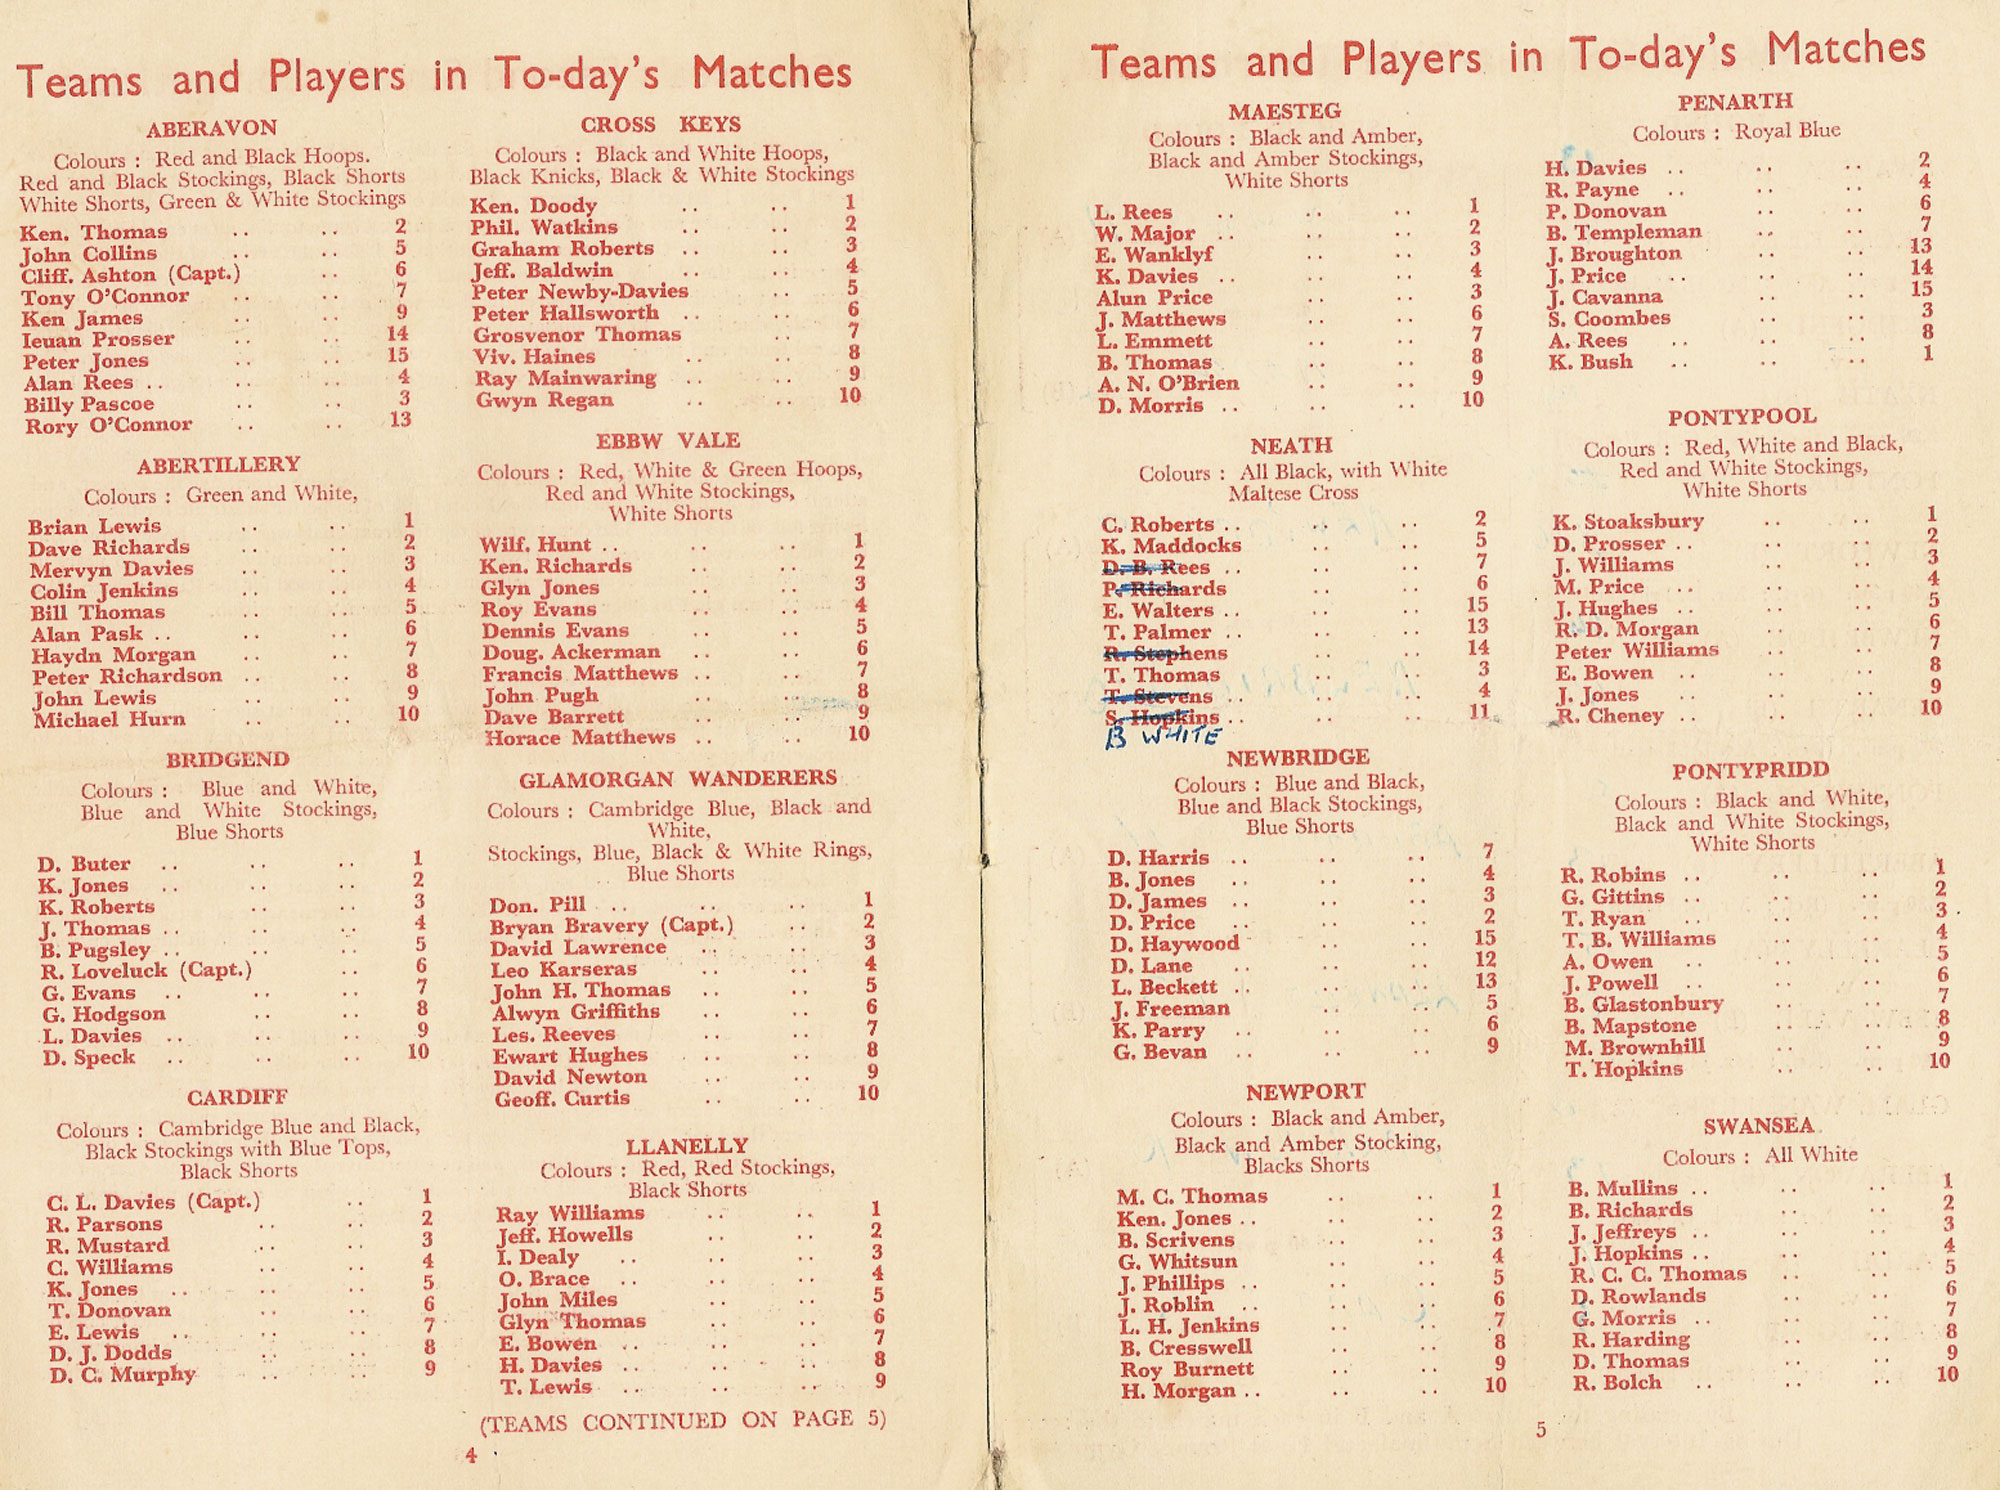 Teams and Players in To-day's Matches
ABERAVON
Colours : Red and Black Hoops.
Red and Black Stockings, Black Shorts
White Shorts, Green & White Stockings
Ken. Thomas .. .. 2
John Collins .. .. 5
Cliff. Ashton (Capt.) .. 6
Tony O'Connor .. .. 7
Ken James .. .. 9
Ieuan Prosser .. .. 14
Peter Jones .. .. 15
Alan Rees .. .. .. 4
Billy Pascoe .. .. 3
Rory O'Connor .. .. 13
ABERTILLERY
Colours : Green and White,
Brian Lewis .. .. 1
Dave Richards .. .. 2
Mervyn Davies .. .. 3
Colin Jenkins .. .. 4
Bill Thomas .. .. 5
Alan Pask .. .. .. 6
Haydn Morgan .. .. 7
Peter Richardson .. .. 8
John Lewis .. .. 9
Michael Hurn .. .. 10
BRIDGEND
Colours : Blue and White,
Blue and White Stockings,
Blue Shorts
D. Buter .. .. .. 1
K. Jones .. .. .. 2
K. Roberts .. .. 3
J. Thomas .. .. .. 4
B. Pugsley .. .. .. 5
R. Loveluck (Capt.) .. 6
G. Evans .. .. .. 7
G. Hodgson .. .. 8
L. Davies .. .. .. 9
D. Speck .. .. .. 10
CARDIFF
Colours : Cambridge Blue and Black,
Black Stockings with Blue Tops,
Black Shorts
C. L. Davies (Capt.) .. 1
R. Parsons .. .. 2
R. Mustard .. .. 3
C. Williams .. .. 4
K. Jones .. .. .. 5
T. Donovan .. .. 6
E. Lewis .. .. .. 7
D. J. Dodds .. .. 8
D. C. Murphy .. .. 9
CROSS KEYS
Colours : Black and White Hoops,
Black Knicks, Black & White Stockings
Ken. Doody .. .. 1
Phil. Watkins .. .. 2
Graham Roberts .. .. 3
Jeff. Baldwin .. .. 4
Peter Newby-Davies .. 5
Peter Hallsworth .. .. 6
Grosvenor Thomas .. 7
Viv. Haines .. .. 8
Ray Mainwaring .. .. 9
Gwyn Regan .. .. 10
EBBW VALE
Colours : Red, White & Green Hoops,
Red and White Stockings,
White Shorts
Wilf. Hunt .. .. .. 1
Ken. Richards .. .. 2
Glyn Jones .. .. 3
Roy Evans .. .. 4
Dennis Evans .. .. 5
Doug. Ackerman .. .. 6
Francis Matthews .. .. 7
John Pugh .. .. 8
Dave Barrett .. .. 9
Horace Matthews .. .. 10
GLAMORGAN WANDERERS
Colours : Cambridge Blue, Black and
White,
Stockings, Blue, Black & White Rings,
Blue Shorts
Don. Pill .. .. .. 1
Bryan Bravery (Capt.) .. 2
David Lawrence .. .. 3
Leo Karseras .. .. 4
John H. Thomas .. .. 5
Alwyn Griffiths .. .. 6
Les. Reeves .. .. 7
Ewart Hughes .. .. 8
David Newton .. .. 9
Geoff. Curtis .. .. 10
LLANELLY
Colours : Red, Red Stockings,
Black Shorts
Ray Williams .. .. 1
Jeff. Howells .. .. 2
I. Dealy .. .. .. 3
O. Brace .. .. .. 4
John Miles .. .. 5
Glyn Thomas .. .. 6
E. Bowen .. .. .. 7
H. Davies .. .. .. 8
T. Lewis .. .. .. 9
(TEAMS CONTINUED ON PAGE 5)
4
Teams and Players in To-day's Matches
MAESTEG
Colours : Black and Amber,
Black and Amber Stockings,
White Shorts
L. Rees .. .. .. 1
W. Major .. .. .. 2
E. Wanklyf .. .. 3
K. Davies .. .. .. 4
Alun Price .. .. 3
J. Matthews .. .. 6
L. Emmett .. .. 7
B. Thomas .. .. 8
A. N. O'Brien .. .. 9
D. Morris .. .. .. 10
NEATH
Colours : All Black, with White
Maltese Cross
C. Roberts .. .. .. 2
K. Maddocks .. .. 5
D. B. Rees .. .. .. 7
P. Richards .. .. 6
E. Walters .. .. .. 15
T. Palmer .. .. .. 13
R. Stephens .. .. 14
T. Thomas .. .. 3
T. Stevens .. .. 4
S. Hopkins .. .. .. 11
B WHITE
NEWBRIDGE
Colours : Blue and Black,
Blue and Black Stockings,
Blue Shorts
D. Harris .. .. .. 7
B. Jones .. .. .. 4
D. James .. .. .. 3
D. Price .. .. .. 2
D. Haywood .. .. 15
D. Lane .. .. .. 12
L. Beckett .. .. .. 13
J. Freeman .. .. 5
K. Parry .. .. .. 6
G. Bevan .. .. .. 9
NEWPORT
Colours : Black and Amber,
Black and Amber Stocking,
Blacks Shorts
M. C. Thomas .. .. 1
Ken. Jones .. .. .. 2
B. Scrivens .. .. 3
G. Whitsun .. .. 4
J. Phillips .. .. .. 5
J. Roblin .. .. .. 6
L. H. Jenkins .. .. 7
B. Cresswell .. .. 8
Roy Burnett .. .. 9
H. Morgan .. .. .. 10
PENARTH
Colours : Royal Blue
H. Davies .. .. .. 2
R. Payne .. .. .. 4
P. Donovan .. .. 6
B. Templeman .. .. 7
J. Broughton .. .. 13
J. Price .. .. .. 14
J. Cavanna .. .. 15
S. Coombes .. .. 3
A. Rees .. .. .. 8
K. Bush .. .. .. 1
PONTYPOOL
Colours : Red, White and Black,
Red and White Stockings,
White Shorts
K. Stoaksbury .. .. 1
D. Prosser .. .. .. 2
J. Williams .. .. 3
M. Price .. .. .. 4
J. Hughes .. .. .. 5
R. D. Morgan .. .. 6
Peter Williams .. .. 7
E. Bowen .. .. .. 8
J. Jones .. .. .. 9
R. Cheney .. .. .. 10
PONTYPRIDD
Colours : Black and White,
Black and White Stockings,
White Shorts
R. Robins .. .. .. 1
G. Gittins .. .. .. 2
T. Ryan .. .. .. 3
T. B. Williams .. .. 4
A. Owen .. .. .. 5
J. Powell .. .. .. 6
B. Glastonbury .. .. 7
B. Mapstone .. .. 8
M. Brownhill .. .. 9
T. Hopkins .. .. 10
SWANSEA
Colours : All White
B. Mullins .. .. .. 1
B. Richards .. .. 2
J. Jeffreys .. .. .. 3
J. Hopkins .. .. .. 4
R. C. C. Thomas .. .. 5
D. Rowlands .. .. 6
G. Morris .. .. .. 7
R. Harding .. .. 8
D. Thomas .. .. 9
R. Bolch .. .. .. 10
5